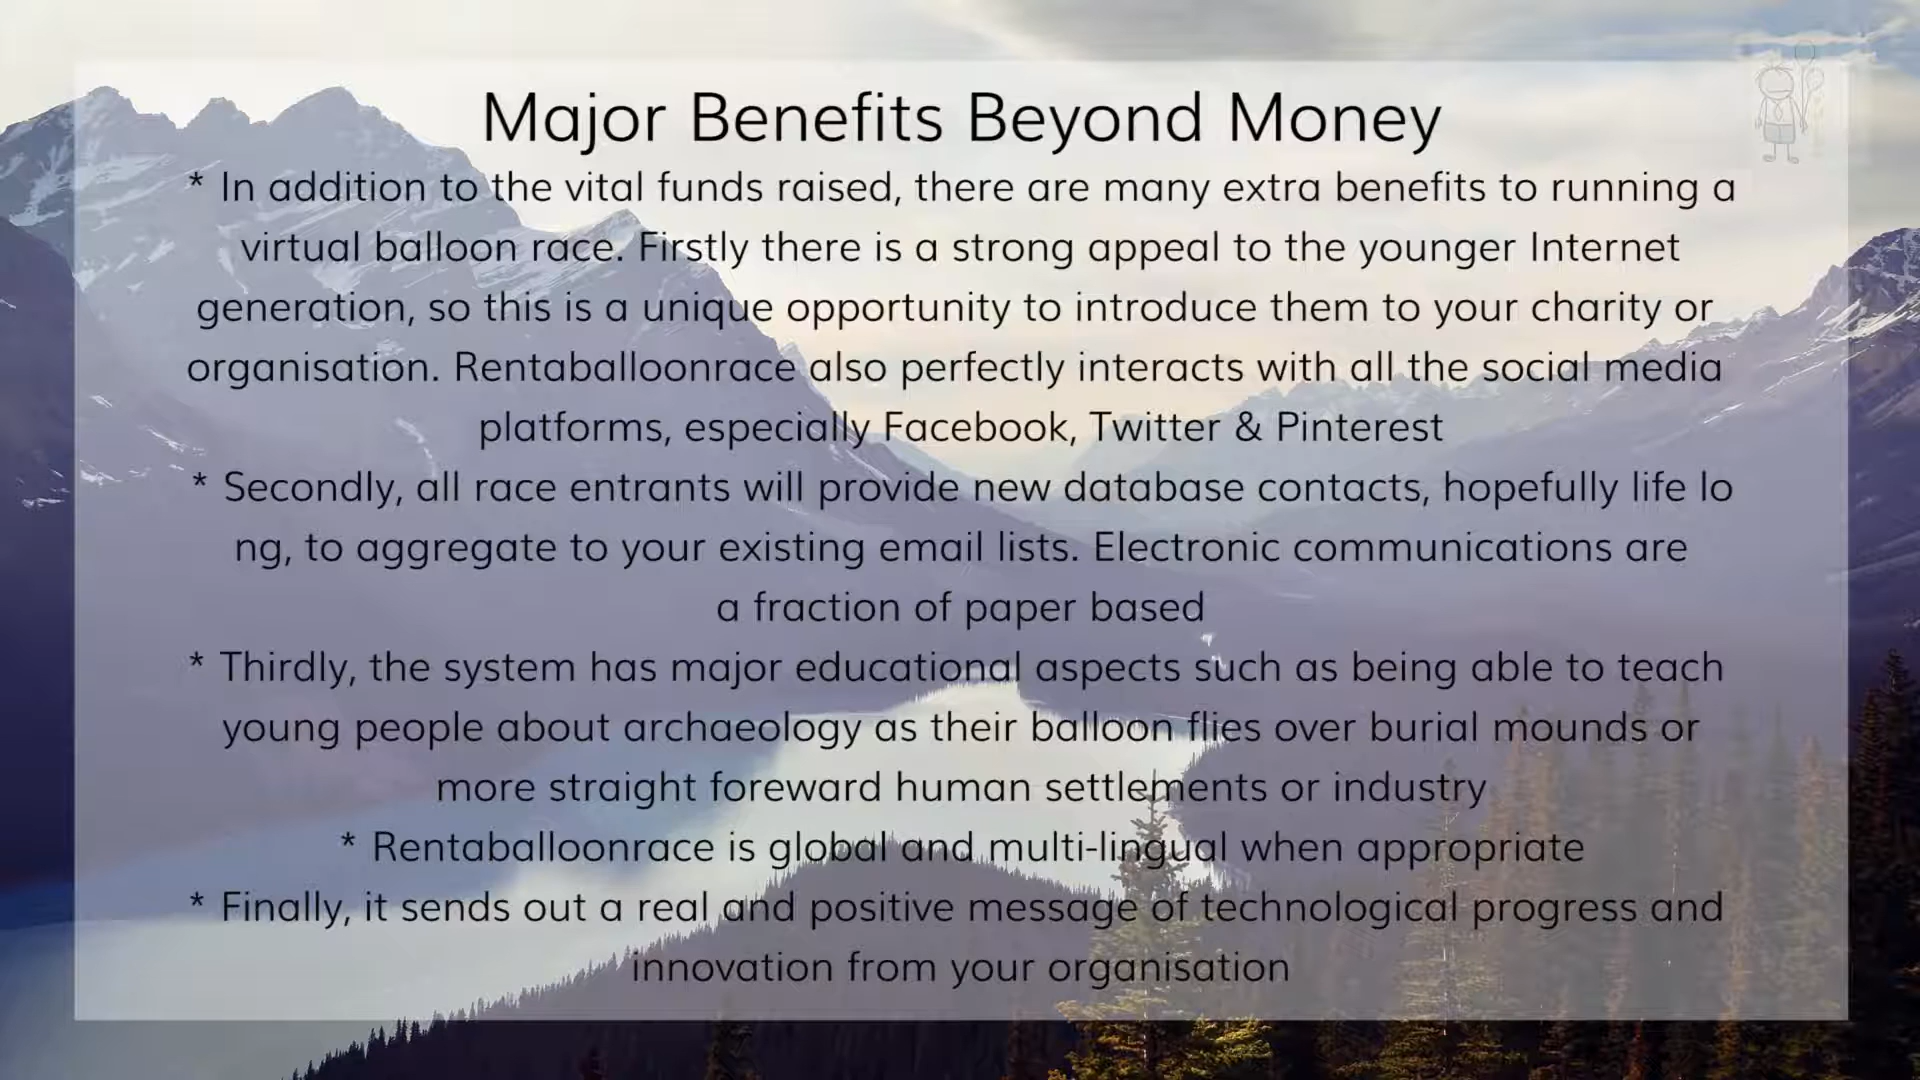 Major Benefits Beyond Money
* In addition to the vital funds raised, there are many extra benefits to running a
virtual balloon race. Firstly there is a strong appeal to the younger Internet
generation, so this is a unique opportunity to introduce them to your charity or
organisation. Rentaballoonrace also perfectly interacts with all the social media
platforms, especially Facebook, Twitter & Pinterest
* Secondly, all race entrants will provide new database contacts, hopefully life lo
ng, to aggregate to your existing email lists. Electronic communications are
a fraction of paper based
* Thirdly, the system has major educational aspects such as being able to teach
young people about archaeology as their balloon flies over burial mounds or
more straight foreward human settlements or industry
* Rentaballoonrace is global and multi-lingual when appropriate
* Finally, it sends out a real and positive message of technological progress and
innovation from your organisation